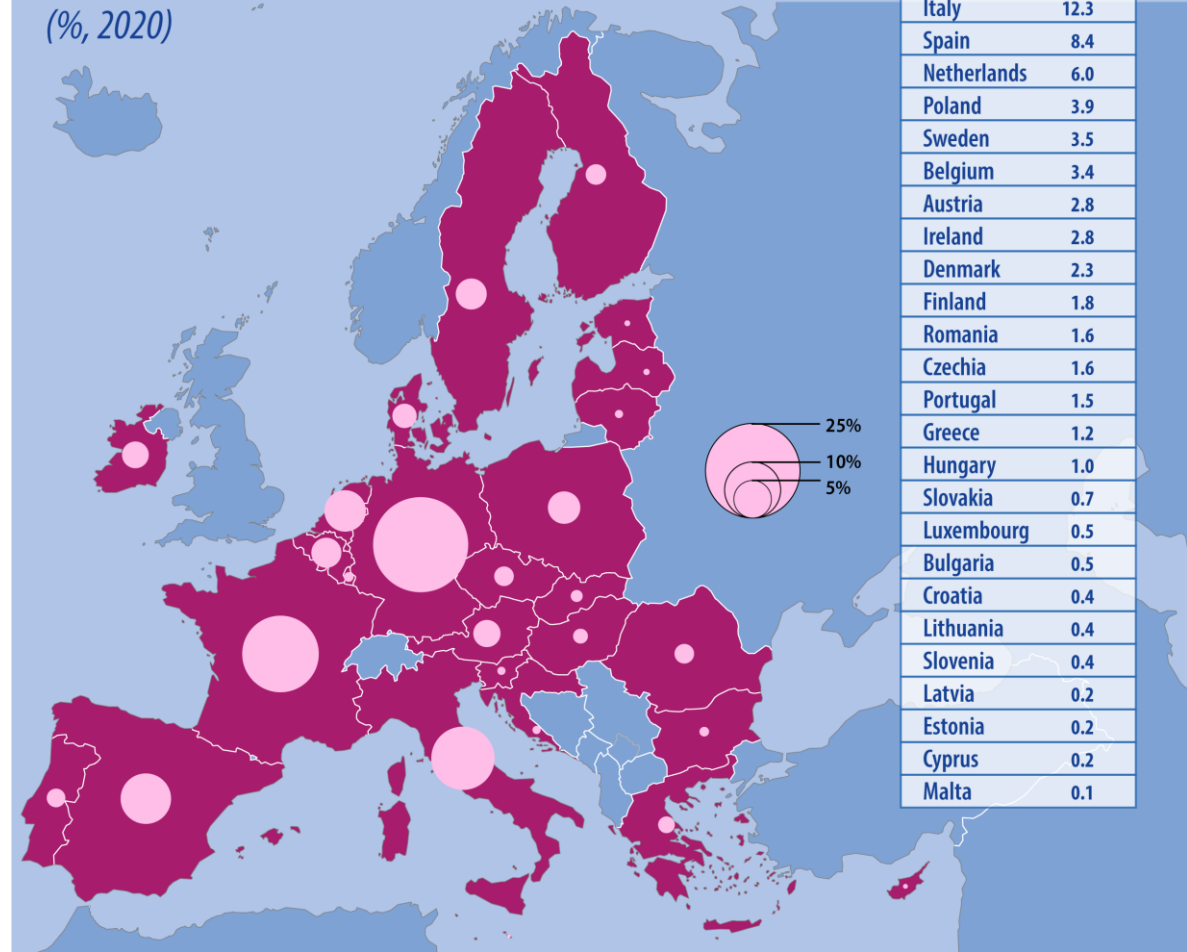 (%, 2020)
Italy 12.3
Spain 8.4
Netherlands 6.0
Poland 3.9
Sweden 3.5
Belgium 3.4
Austria 2.8
Ireland 2.8
Denmark 2.3
Finland 1.8
Romania 1.6
Czechia 1.6
Portugal 1.5
Greece 1.2
Hungary 1.0
Slovakia 0.7
Luxembourg 0.5
Bulgaria 0.5
Croatia 0.4
Lithuania 0.4
Slovenia 0.4
Latvia 0.2
Estonia 0.2
Cyprus 0.2
Malta 0.1
25%
10%
5%